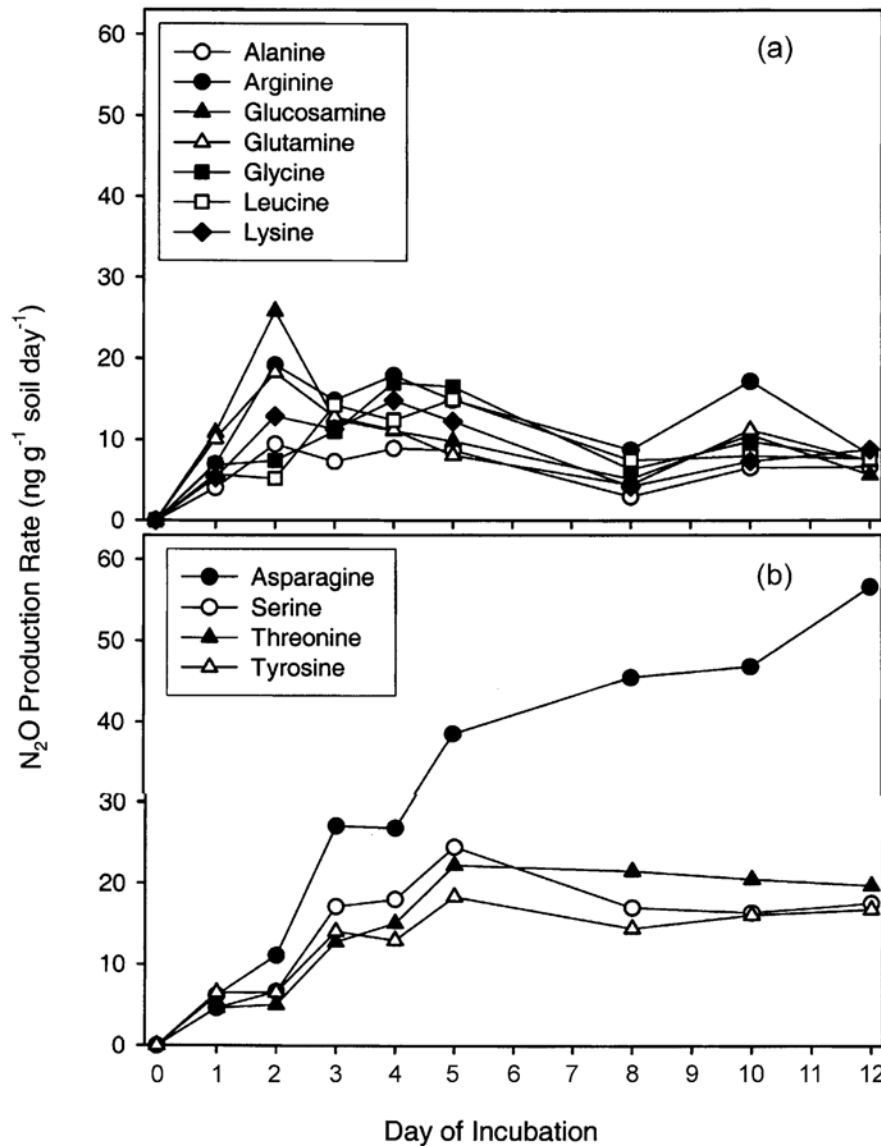 (a)
Alanine
Arginine
Glucosamine
Glutamine
Glycine
Leucine
Lysine
60
50
40
30
20
10
0
(b)
Asparagine
Serine
Threonine
Tyrosine
60
50
40
30
20
10
0
N₂O Production Rate (ng g⁻¹ soil day⁻¹)
0 1 2 3 4 5 6 7 8 9 10 11 12
Day of Incubation